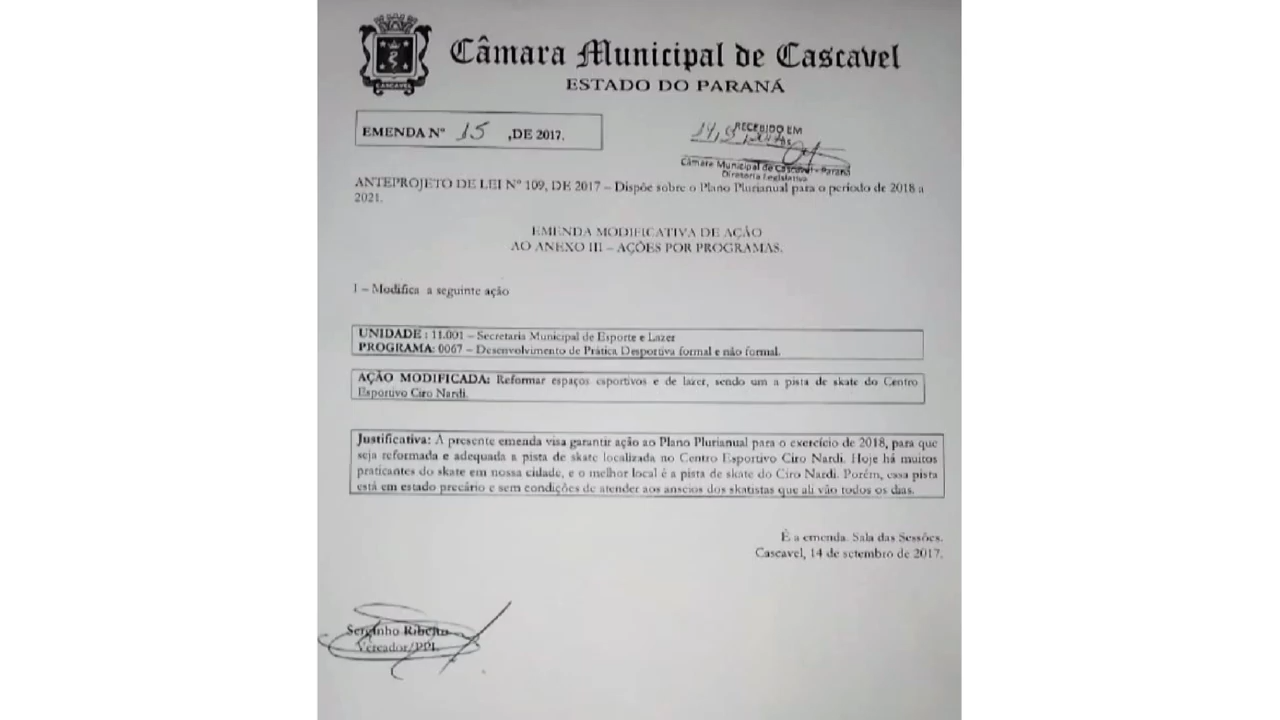 Câmara Municipal de Cascavel
ESTADO DO PARANÁ
CASCAVEL
EMENDA Nº 15 ,DE 2017.
RECEBIDO EM
14, 9
Câmara Municipal de Cascavel - Paraná
Diretoria Legislativa
ANTEPROJETO DE LEI Nº 109, DE 2017 – Dispõe sobre o Plano Plurianual para o período de 2018 a
2021.
EMENDA MODIFICATIVA DE AÇÃO
AO ANEXO III – AÇÕES POR PROGRAMAS.
I – Modifica a seguinte ação
UNIDADE : 11.001 – Secretaria Municipal de Esporte e Lazer
PROGRAMA: 0067 – Desenvolvimento de Prática Desportiva formal e não formal.
AÇÃO MODIFICADA: Reformar espaços esportivos e de lazer, sendo um a pista de skate do Centro
Esportivo Ciro Nardi.
Justificativa: A presente emenda visa garantir ação ao Plano Plurianual para o exercício de 2018, para que
seja reformada e adequada a pista de skate localizada no Centro Esportivo Ciro Nardi. Hoje há muitos
praticantes do skate em nossa cidade, e o melhor local é a pista de skate do Ciro Nardi. Porém, essa pista
está em estado precário e sem condições de atender aos anseios dos skatistas que ali vão todos os dias.
É a emenda. Sala das Sessões.
Cascavel, 14 de setembro de 2017.
Serginho Ribeiro
Vereador/PPL